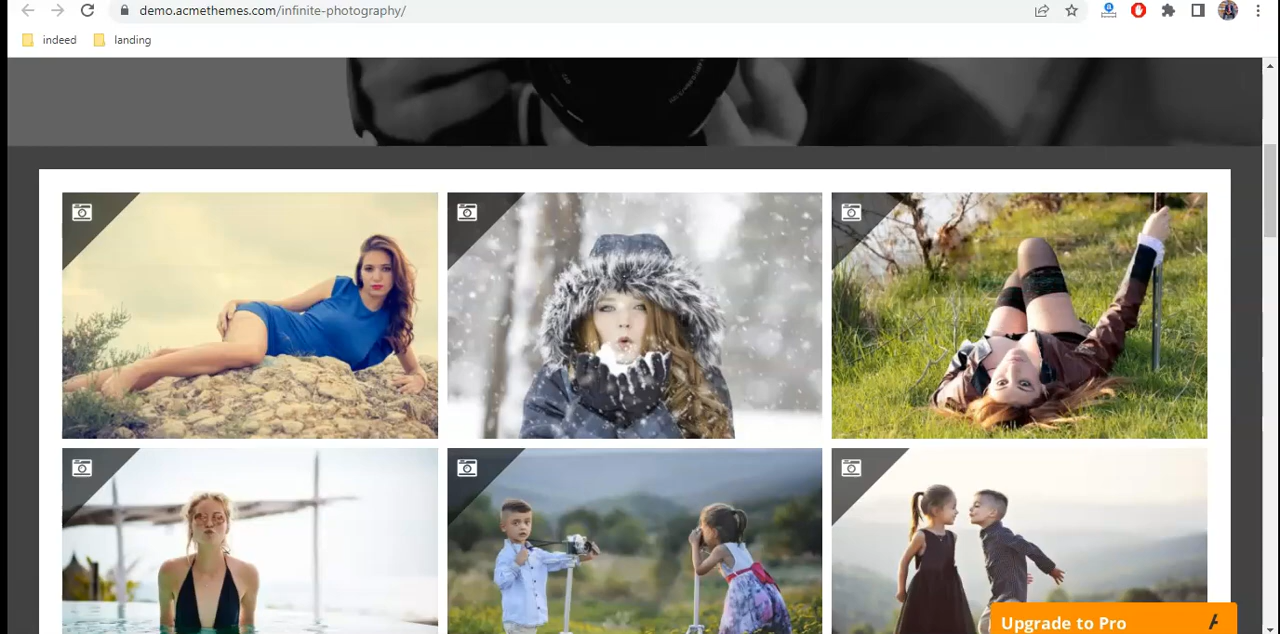 demo.acmethemes.com/infinite-photography/
indeed landing
Upgrade to Pro